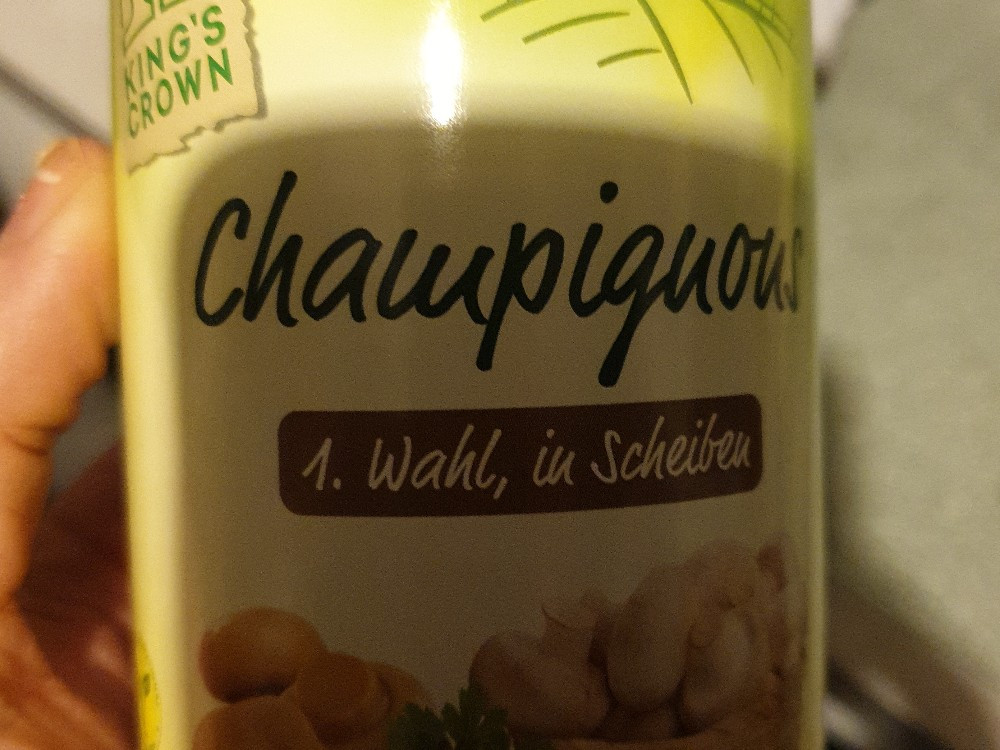 KING'S
CROWN
Champignons
1. Wahl, in Scheiben